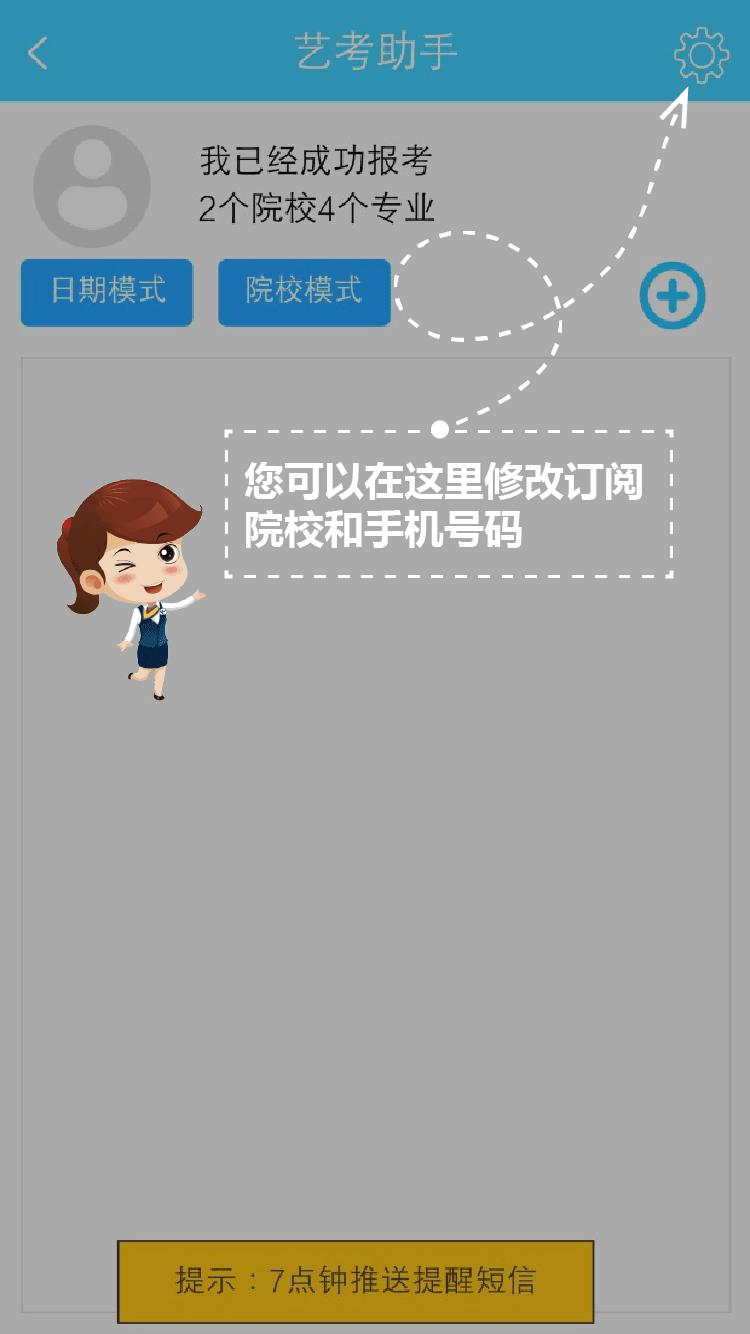 艺考助手
我已经成功报考
2个院校4个专业
日期模式
院校模式
您可以在这里修改订阅
院校和手机号码
提示：7点钟推送提醒短信